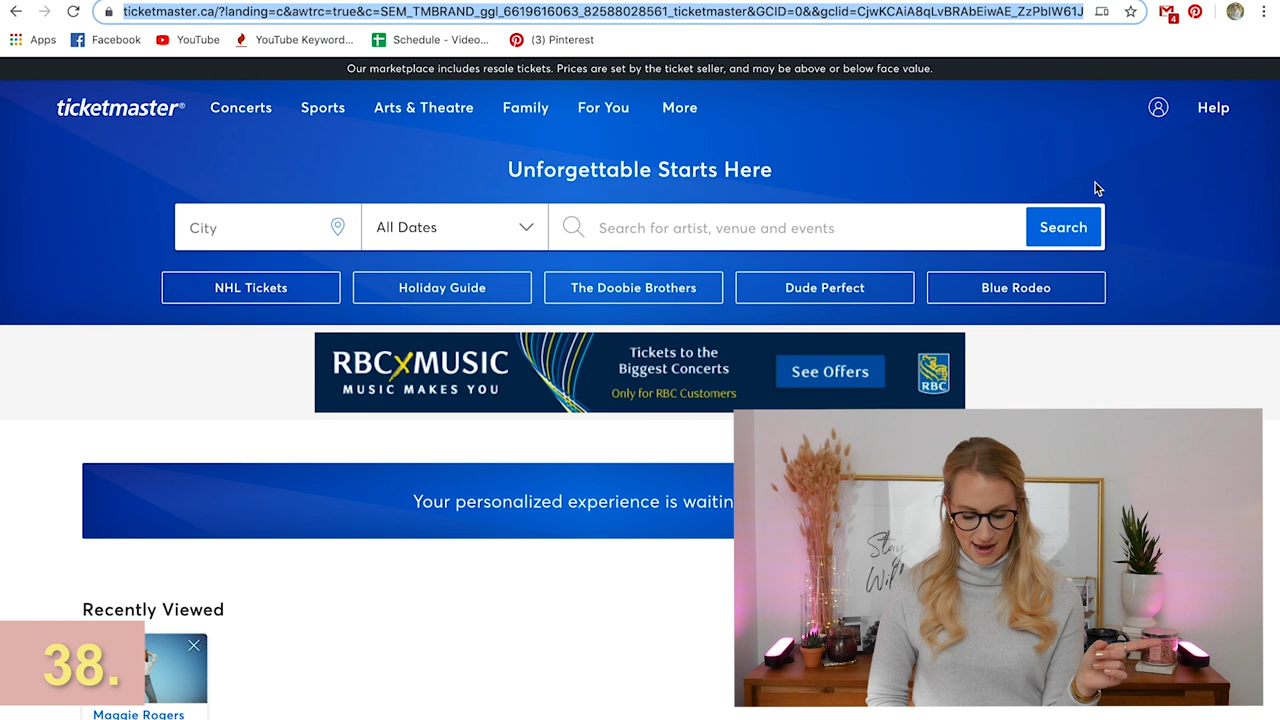 ticketmaster.ca/?landing=c&awtrc=true&c=SEM_TMBRAND_ggl_6619616063_82588028561_ticketmaster&GCID=0&&gclid=CjwKCAiA8qLvBRAbEiwAE_ZzPblW61J
4
Apps
Facebook
YouTube
YouTube Keyword...
Schedule - Video...
(3) Pinterest
Our marketplace includes resale tickets. Prices are set by the ticket seller, and may be above or below face value.
ticketmaster®
Concerts
Sports
Arts & Theatre
Family
For You
More
Help
Unforgettable Starts Here
City
All Dates
Search for artist, venue and events
Search
NHL Tickets
Holiday Guide
The Doobie Brothers
Dude Perfect
Blue Rodeo
RBCxMUSIC
MUSIC MAKES YOU
Tickets to the
Biggest Concerts
Only for RBC Customers
See Offers
RBC
Your personalized experience is waitin
Stay
Recently Viewed
38.
Maggie Rogers